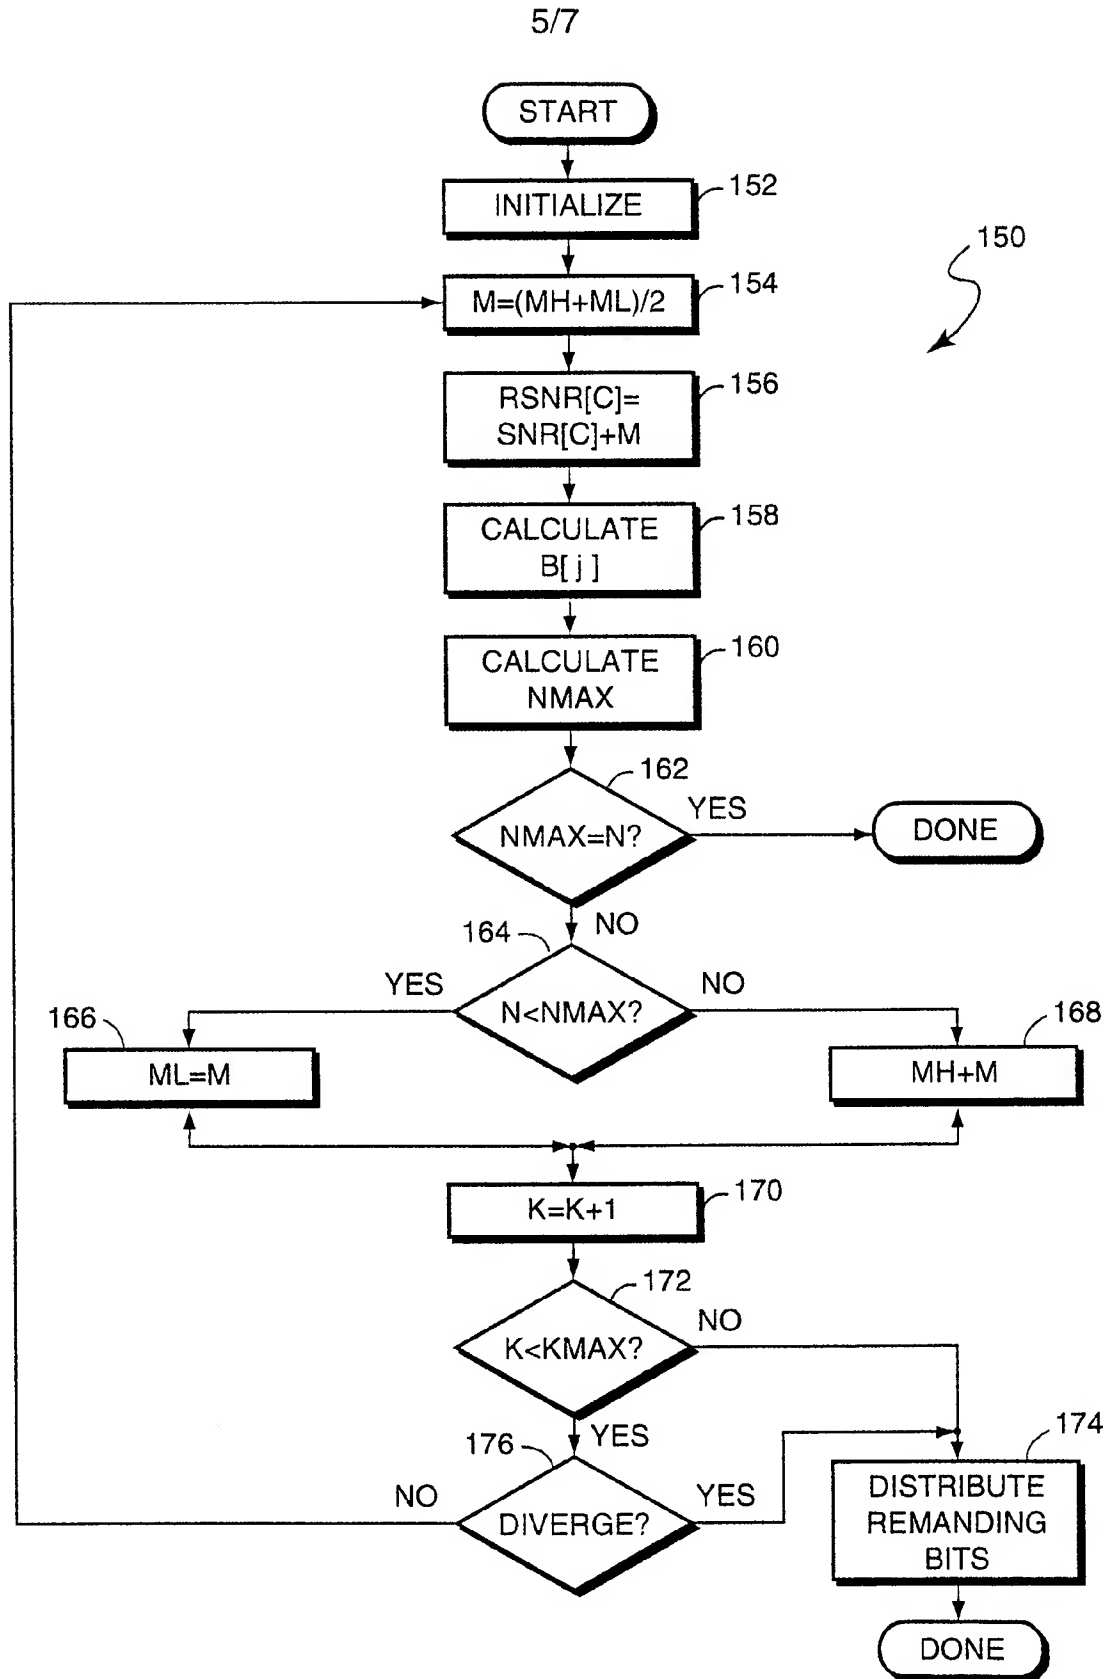 5/7
START
INITIALIZE
152
150
M=(MH+ML)/2
154
RSNR[C]=
SNR[C]+M
156
CALCULATE
B[j]
158
CALCULATE
NMAX
160
162
NMAX=N?
YES
DONE
NO
164
YES
N<NMAX?
NO
166
ML=M
168
MH+M
K=K+1
170
172
K<KMAX?
NO
YES
176
NO
DIVERGE?
YES
174
DISTRIBUTE
REMANDING
BITS
DONE